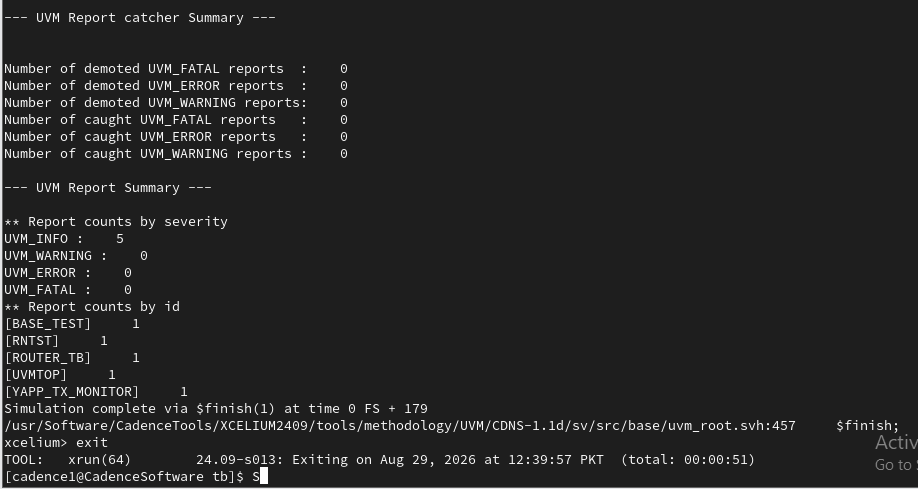 --- UVM Report catcher Summary ---
Number of demoted UVM_FATAL reports  :    0
Number of demoted UVM_ERROR reports  :    0
Number of demoted UVM_WARNING reports:    0
Number of caught UVM_FATAL reports   :    0
Number of caught UVM_ERROR reports   :    0
Number of caught UVM_WARNING reports :    0
--- UVM Report Summary ---
** Report counts by severity
UVM_INFO :    5
UVM_WARNING :    0
UVM_ERROR :    0
UVM_FATAL :    0
** Report counts by id
[BASE_TEST]     1
[RNTST]     1
[ROUTER_TB]     1
[UVMTOP]     1
[YAPP_TX_MONITOR]     1
Simulation complete via $finish(1) at time 0 FS + 179
/usr/Software/CadenceTools/XCELIUM2409/tools/methodology/UVM/CDNS-1.1d/sv/src/base/uvm_root.svh:457     $finish;
xcelium> exit
Activ
TOOL:   xrun(64)        24.09-s013: Exiting on Aug 29, 2026 at 12:39:57 PKT  (total: 00:00:51)
Go to S
[cadence1@CadenceSoftware tb]$ S